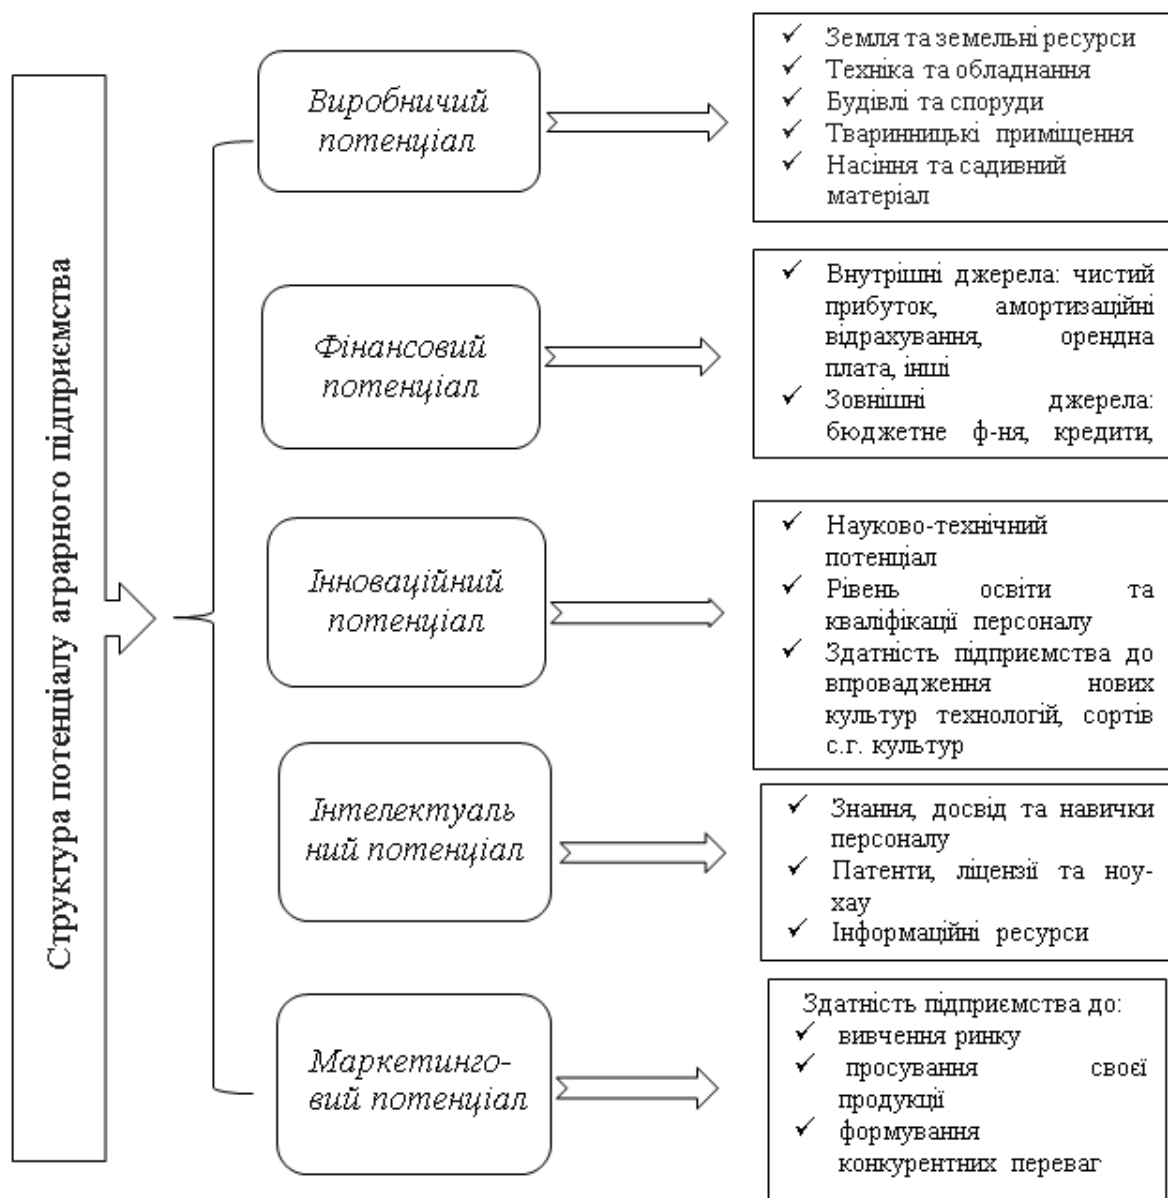 Структура потенціалу аграрного підприємства
Виробничий
потенціал
✓ Земля та земельні ресурси
✓ Техніка та обладнання
✓ Будівлі та споруди
✓ Тваринницькі приміщення
✓ Насіння та садивний
матеріал
Фінансовий
потенціал
✓ Внутрішні джерела: чистий
прибуток, амортизаційні
відрахування, орендна
плата, інші
✓ Зовнішні джерела:
бюджетне ф-ня, кредити,
Інноваційний
потенціал
✓ Науково-технічний
потенціал
✓ Рівень освіти та
кваліфікації персоналу
✓ Здатність підприємства до
впровадження нових
культур технологій, сортів
с.г. культур
Інтелектуаль
ний потенціал
✓ Знання, досвід та навички
персоналу
✓ Патенти, ліцензії та ноу-
хау
✓ Інформаційні ресурси
Маркетинго-
вий потенціал
Здатність підприємства до:
✓ вивчення ринку
✓ просування своєї
продукції
✓ формування
конкурентних переваг